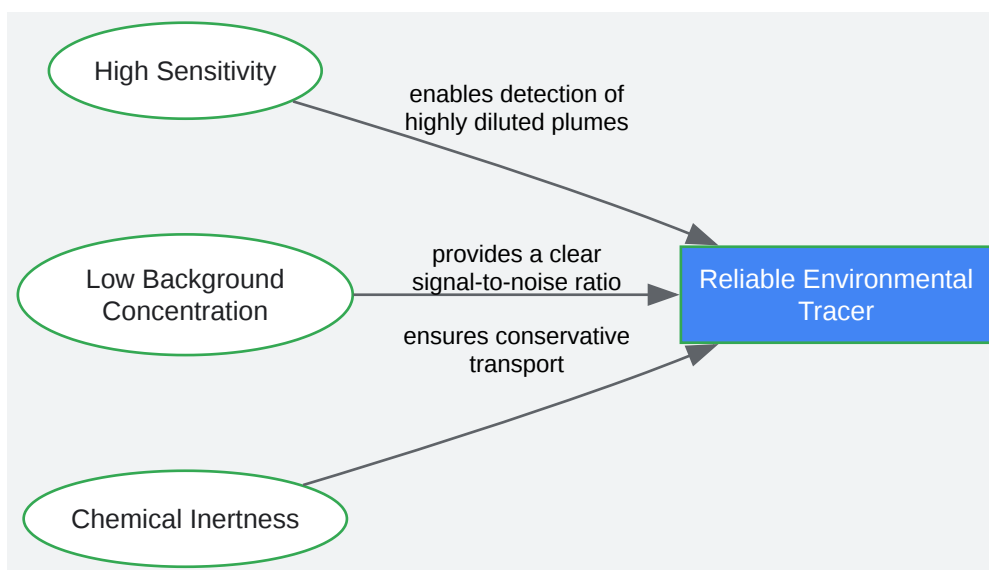 High Sensitivity
enables detection of
highly diluted plumes
Low Background
Concentration
provides a clear
signal-to-noise ratio
Reliable Environmental
Tracer
ensures conservative
transport
Chemical Inertness